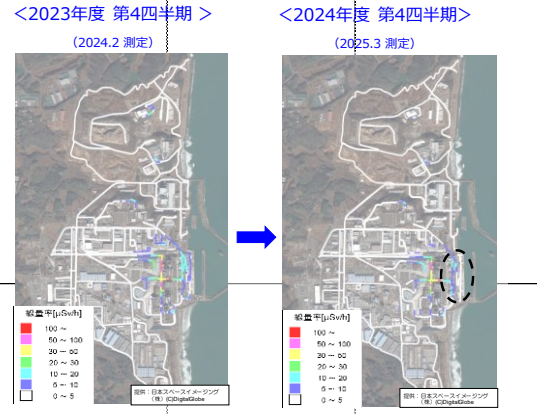 ＜2023年度 第4四半期 ＞
（2024.2 測定）
＜2024年度 第4四半期＞
（2025.3 測定）
線量率[μSv/h]
100 ～
50 ～ 100
30 ～ 50
20 ～ 30
10 ～ 20
5 ～ 10
0 ～ 5
提供：日本スペースイメージング
（株）(C)DigitalGlobe
線量率[μSv/h]
100 ～
50 ～ 100
30 ～ 50
20 ～ 30
10 ～ 20
5 ～ 10
0 ～ 5
提供：日本スペースイメージング
（株）(C)DigitalGlobe